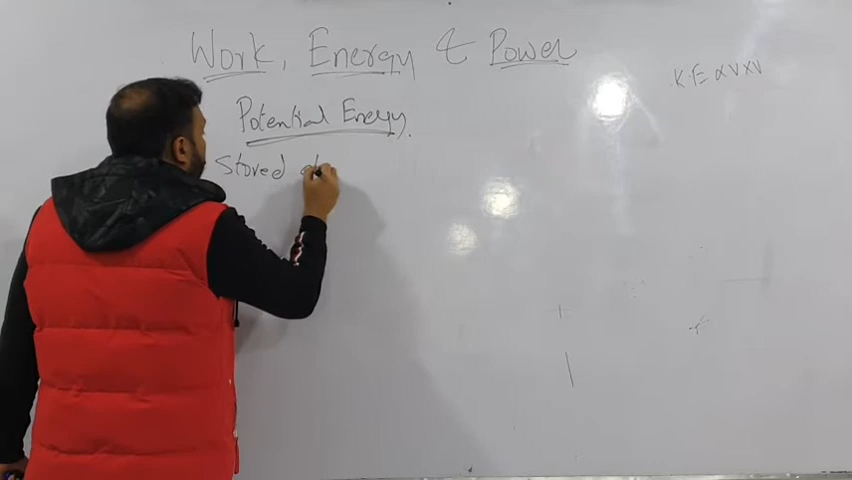 Work, Energy & Power
K.E α V x V
Potential Energy.
Stored